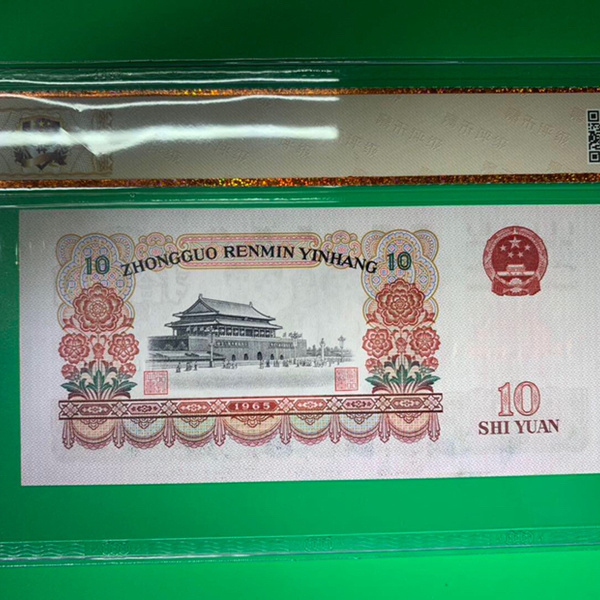 10 ZHONGGUO RENMIN YINHANG 10
1965
10
SHI YUAN